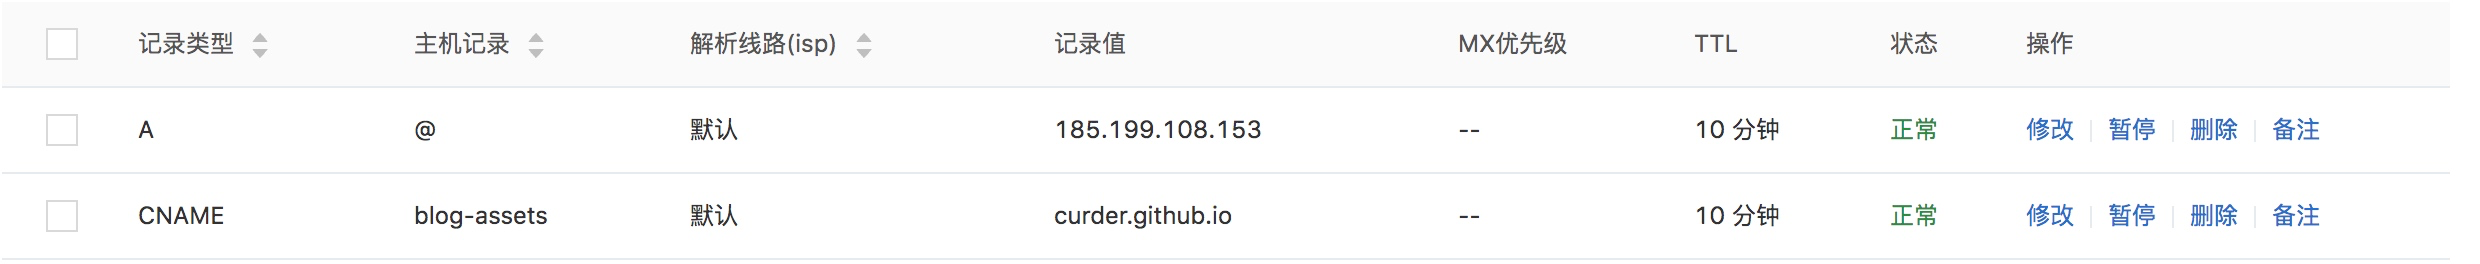 记录类型 主机记录 解析线路(isp) 记录值 MX优先级 TTL 状态 操作
A @ 默认 185.199.108.153 -- 10 分钟 正常 修改 暂停 删除 备注
CNAME blog-assets 默认 curder.github.io -- 10 分钟 正常 修改 暂停 删除 备注